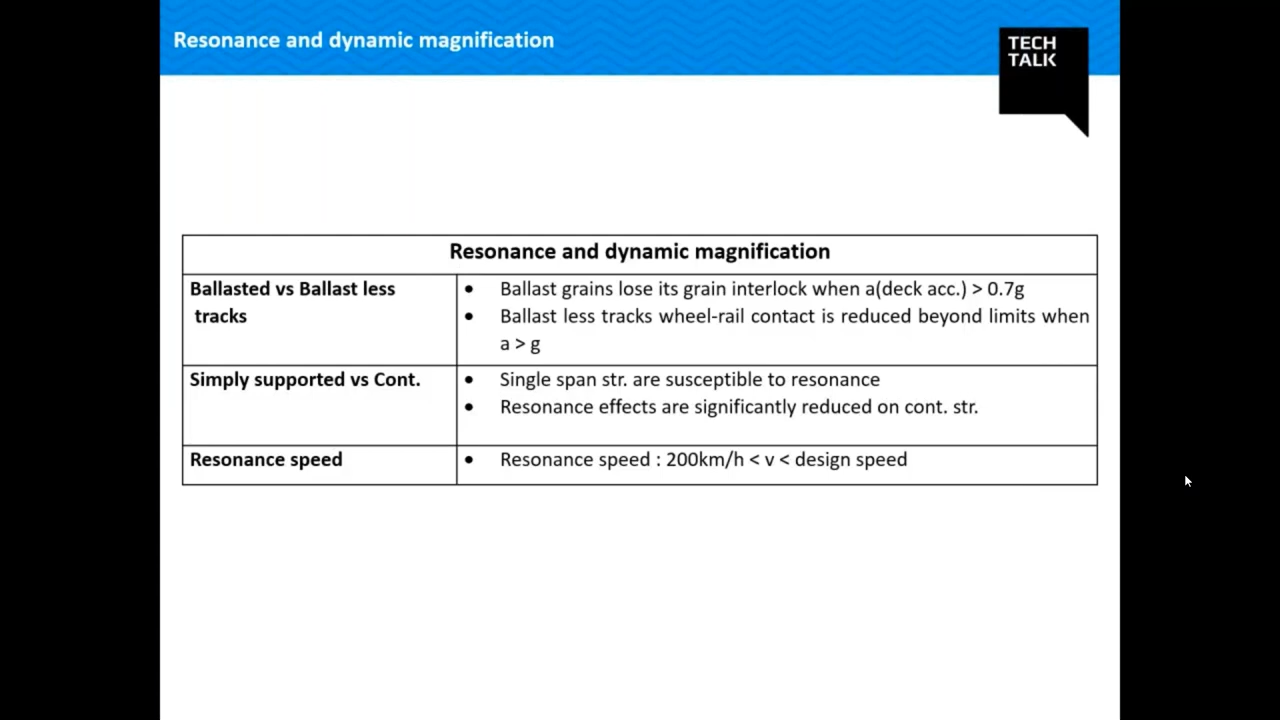 Resonance and dynamic magnification
TECH
TALK
Resonance and dynamic magnification
Ballasted vs Ballast less
tracks
• Ballast grains lose its grain interlock when a(deck acc.) > 0.7g
• Ballast less tracks wheel-rail contact is reduced beyond limits when
a > g
Simply supported vs Cont.
• Single span str. are susceptible to resonance
• Resonance effects are significantly reduced on cont. str.
Resonance speed
• Resonance speed : 200km/h < v < design speed